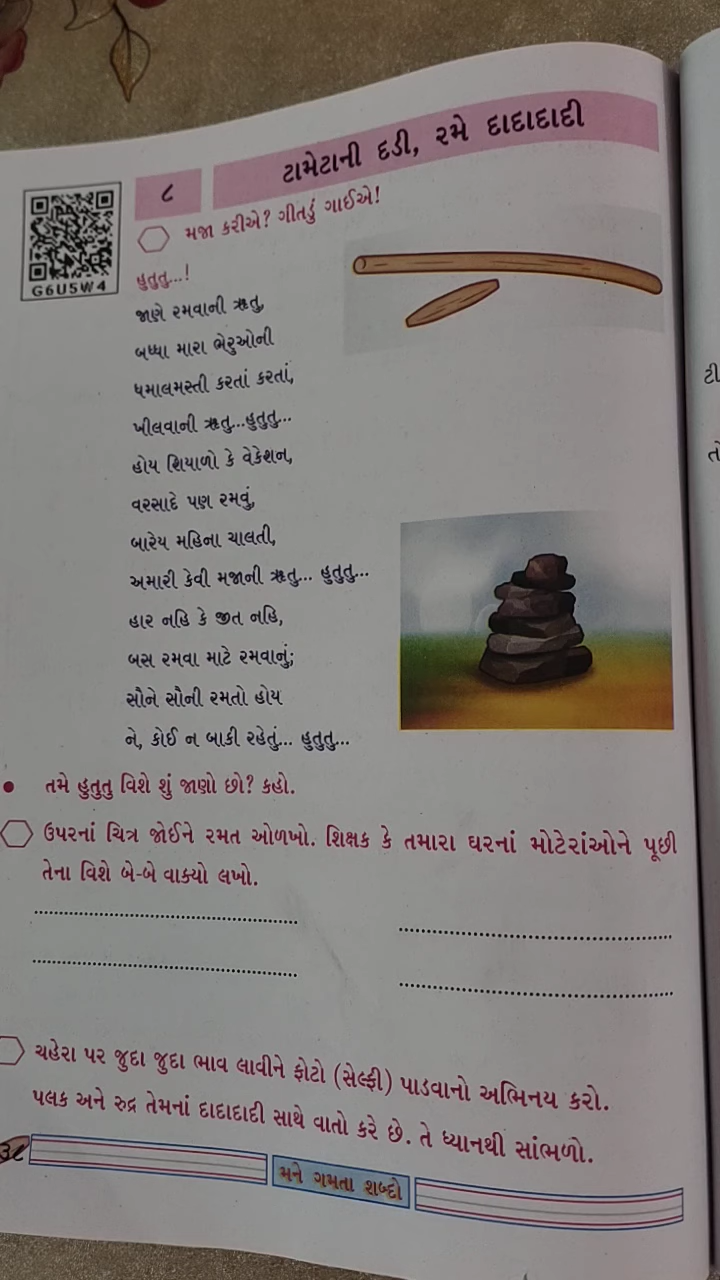 ૮
ટામેટાની દડી, રમે દાદાદાદી
G6U5W4
મજા કરીએ? ગીતડું ગાઈએ!
હુતુતુ...!
જાણે રમવાની ઋતુ,
બધ્ધા મારા ભેરુઓની
ધમાલમસ્તી કરતાં કરતાં,
ખીલવાની ઋતુ...હુતુતુ...
હોય શિયાળો કે વેકેશન,
વરસાદે પણ રમવું,
બારેય મહિના ચાલતી,
અમારી કેવી મજાની ઋતુ... હુતુતુ...
હાર નહિ કે જીત નહિ,
બસ રમવા માટે રમવાનું;
સૌને સૌની રમતો હોય
ને, કોઈ ન બાકી રહેતું... હુતુતુ...
• તમે હુતુતુ વિશે શું જાણો છો? કહો.
ઉપરનાં ચિત્ર જોઈને રમત ઓળખો. શિક્ષક કે તમારા ઘરનાં મોટેરાંઓને પૂછી
તેના વિશે બે-બે વાક્યો લખો.
ચહેરા પર જુદા જુદા ભાવ લાવીને ફોટો (સેલ્ફી) પાડવાનો અભિનય કરો.
પલક અને રુદ્ર તેમનાં દાદાદાદી સાથે વાતો કરે છે. તે ધ્યાનથી સાંભળો.
મને ગમતા શબ્દો
ટી